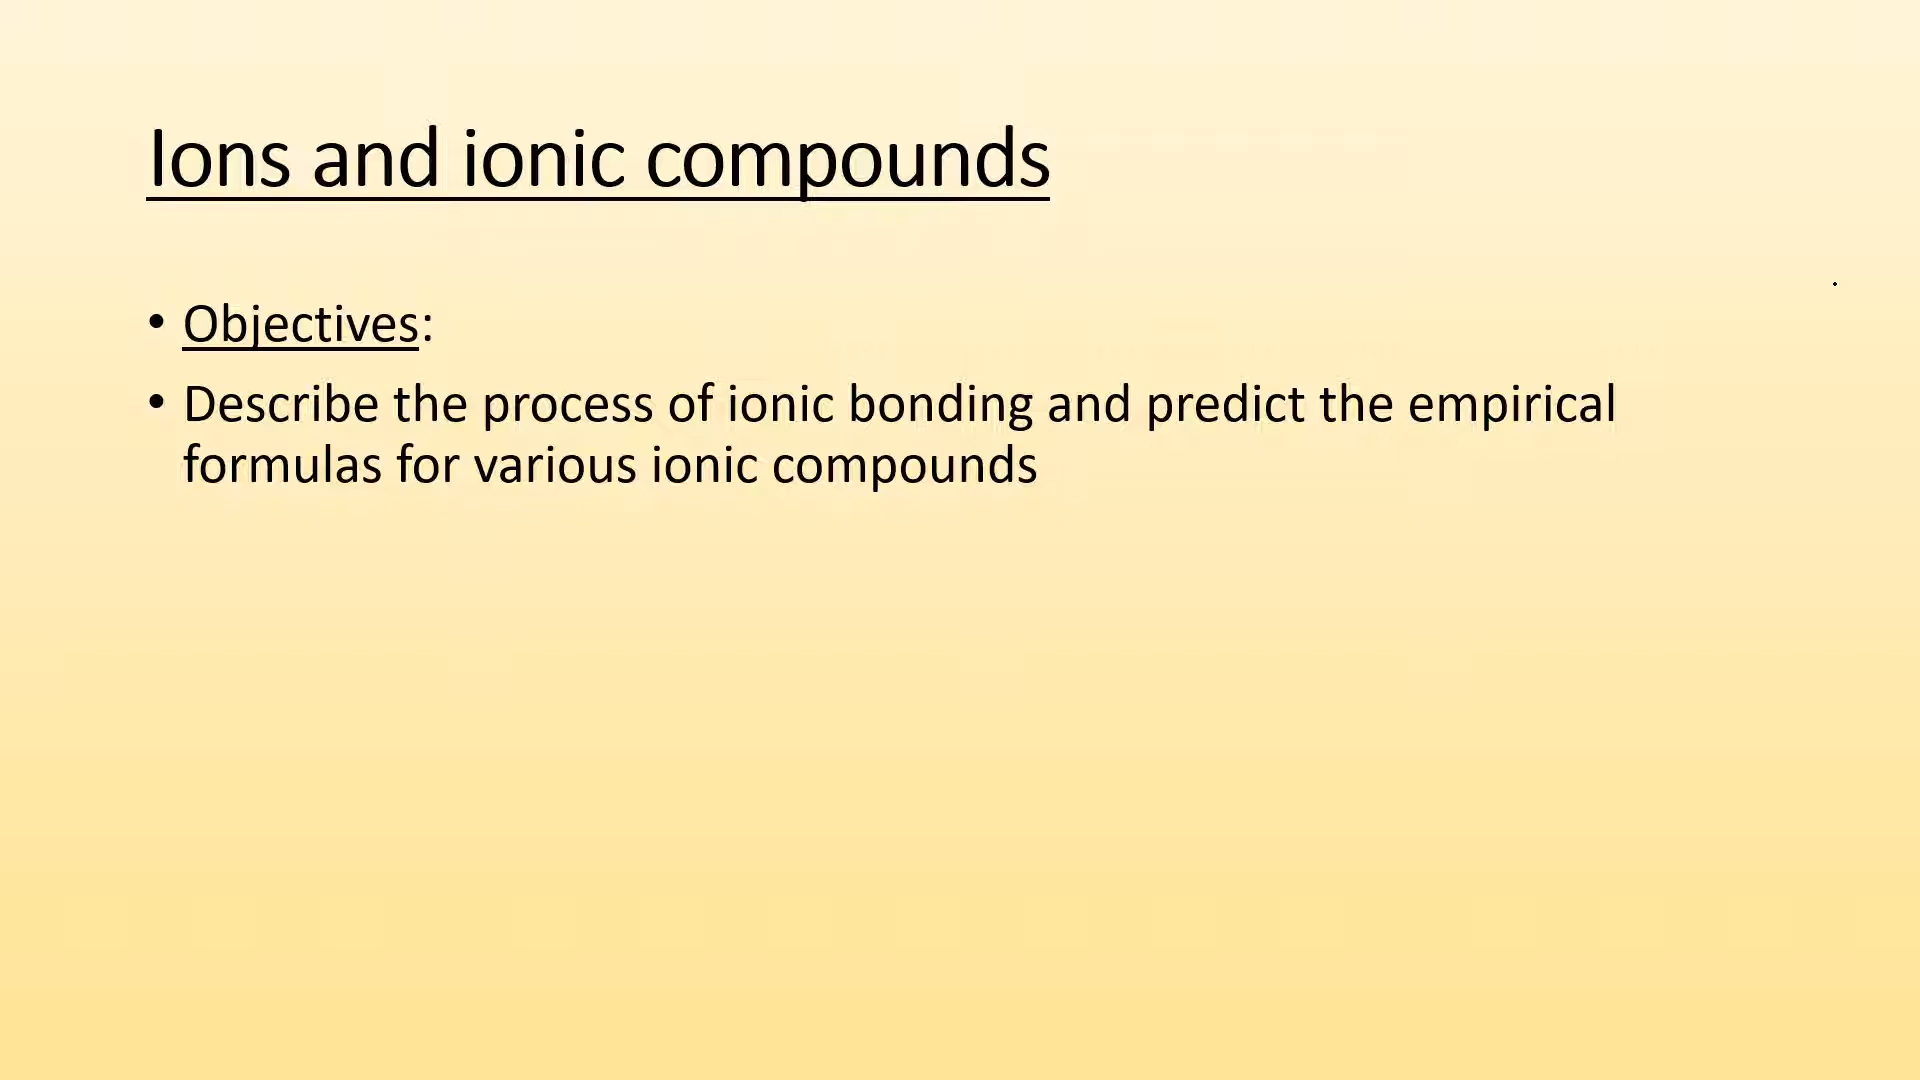 Ions and ionic compounds
• Objectives:
• Describe the process of ionic bonding and predict the empirical
formulas for various ionic compounds